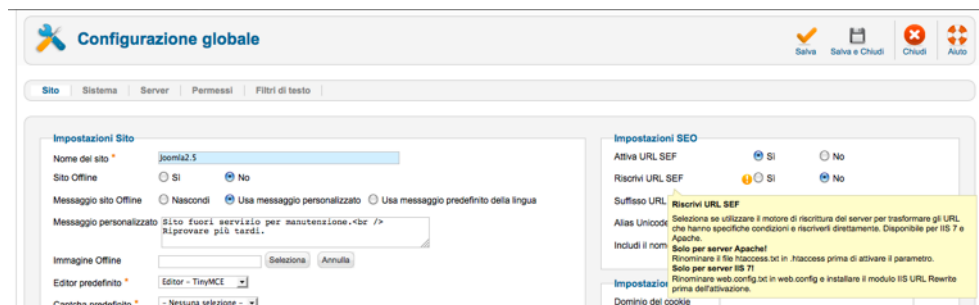 Configurazione globale
Salva
Salva e Chiudi
Chiudi
Aiuto
Sito
Sistema
Server
Permessi
Filtri di testo
Impostazioni Sito
Nome del sito *
Joomla2.5
Sito Offline
Sì
No
Messaggio sito Offline
Nascondi
Usa messaggio personalizzato
Usa messaggio predefinito della lingua
Messaggio personalizzato
Sito fuori servizio per manutenzione.<br />
Riprovare più tardi.
Immagine Offline
Seleziona
Annulla
Editor predefinito *
Editor - TinyMCE
Captcha predefinito *
- Nessuna selezione -
Impostazioni SEO
Attiva URL SEF
Sì
No
Riscrivi URL SEF
Sì
No
Suffisso URL
Alias Unicode
Includi il nom
Riscrivi URL SEF
Seleziona se utilizzare il motore di riscrittura del server per trasformare gli URL
che hanno specifiche condizioni e riscriverli direttamente. Disponibile per IIS 7 e
Apache.
Solo per server Apache!
Rinominare il file htaccess.txt in .htaccess prima di attivare il parametro.
Solo per server IIS 7!
Rinominare web.config.txt in web.config e installare il modulo IIS URL Rewrite
prima dell'attivazione.
Impostazion
Dominio del cookie